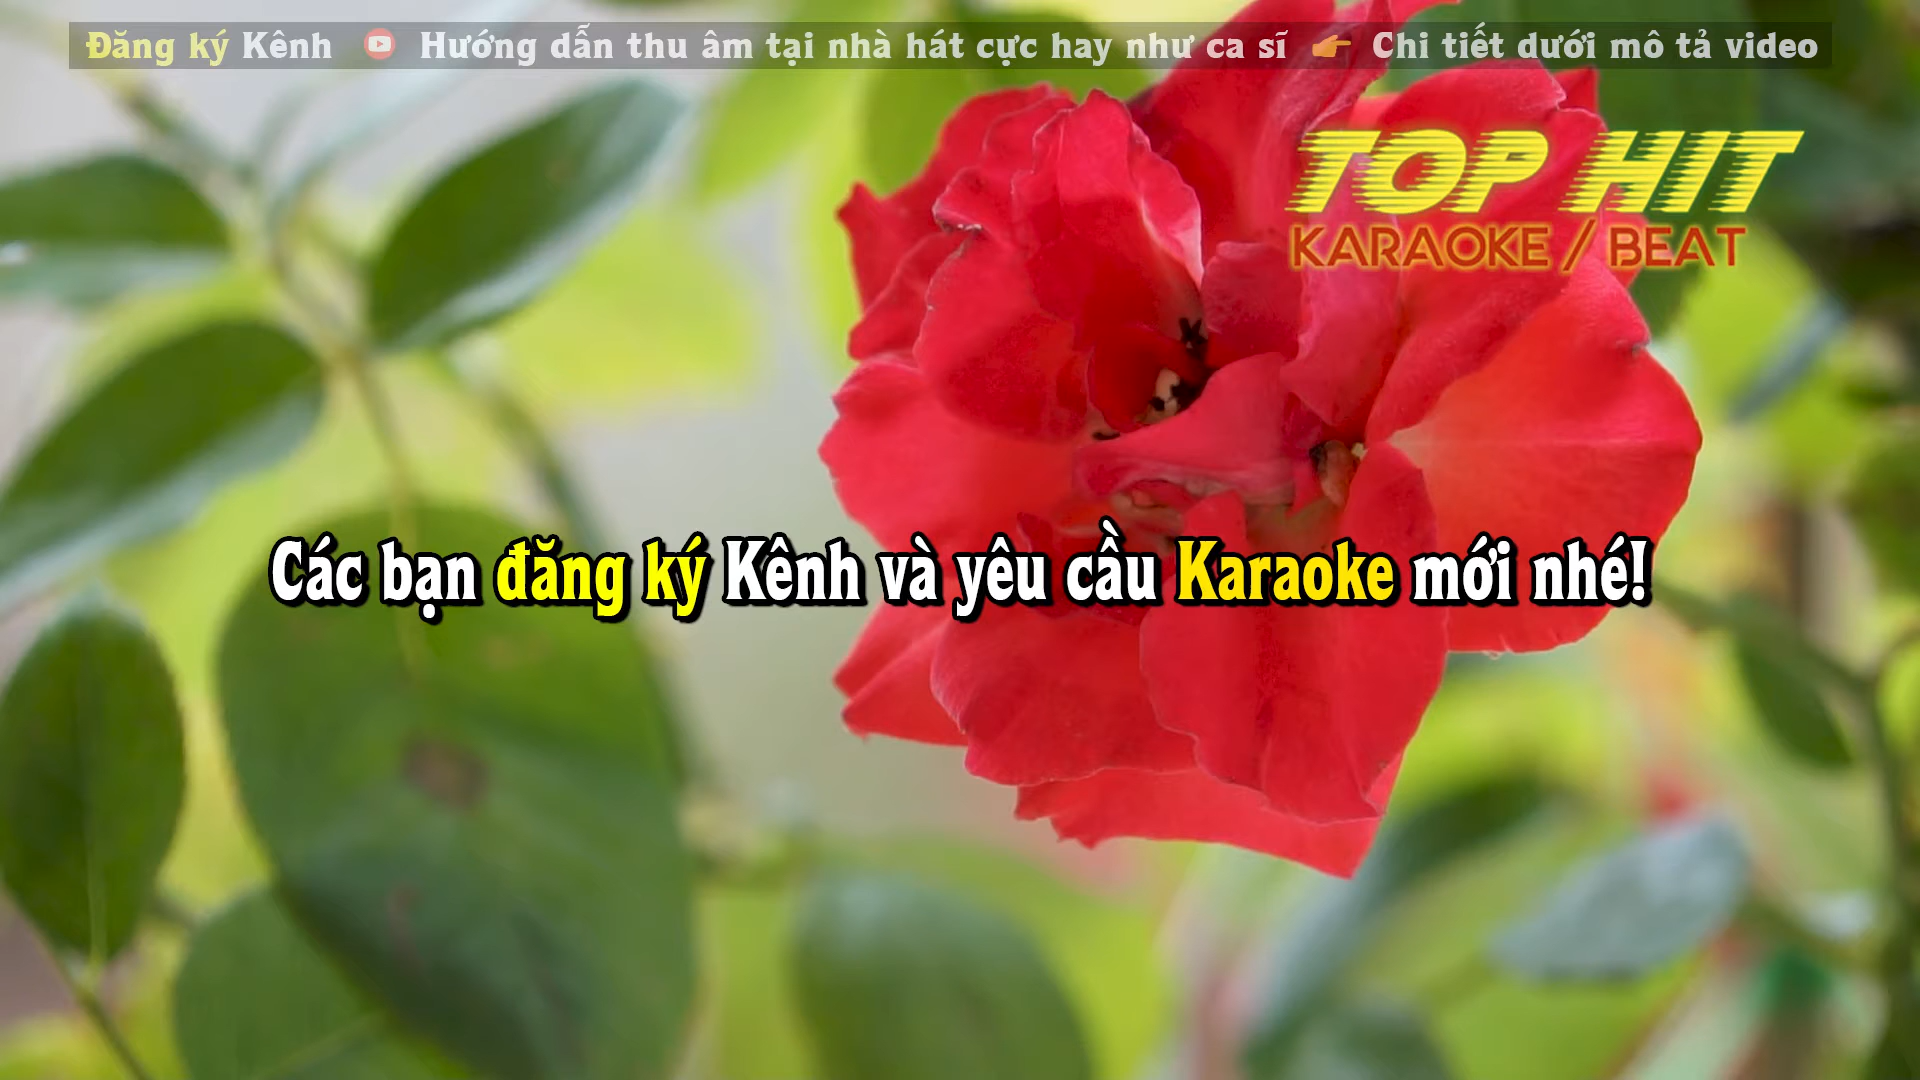 Đăng ký Kênh Hướng dẫn thu âm tại nhà hát cực hay như ca sĩ 👉 Chi tiết dưới mô tả video
TOP HIT
KARAOKE / BEAT
Các bạn đăng ký Kênh và yêu cầu Karaoke mới nhé!